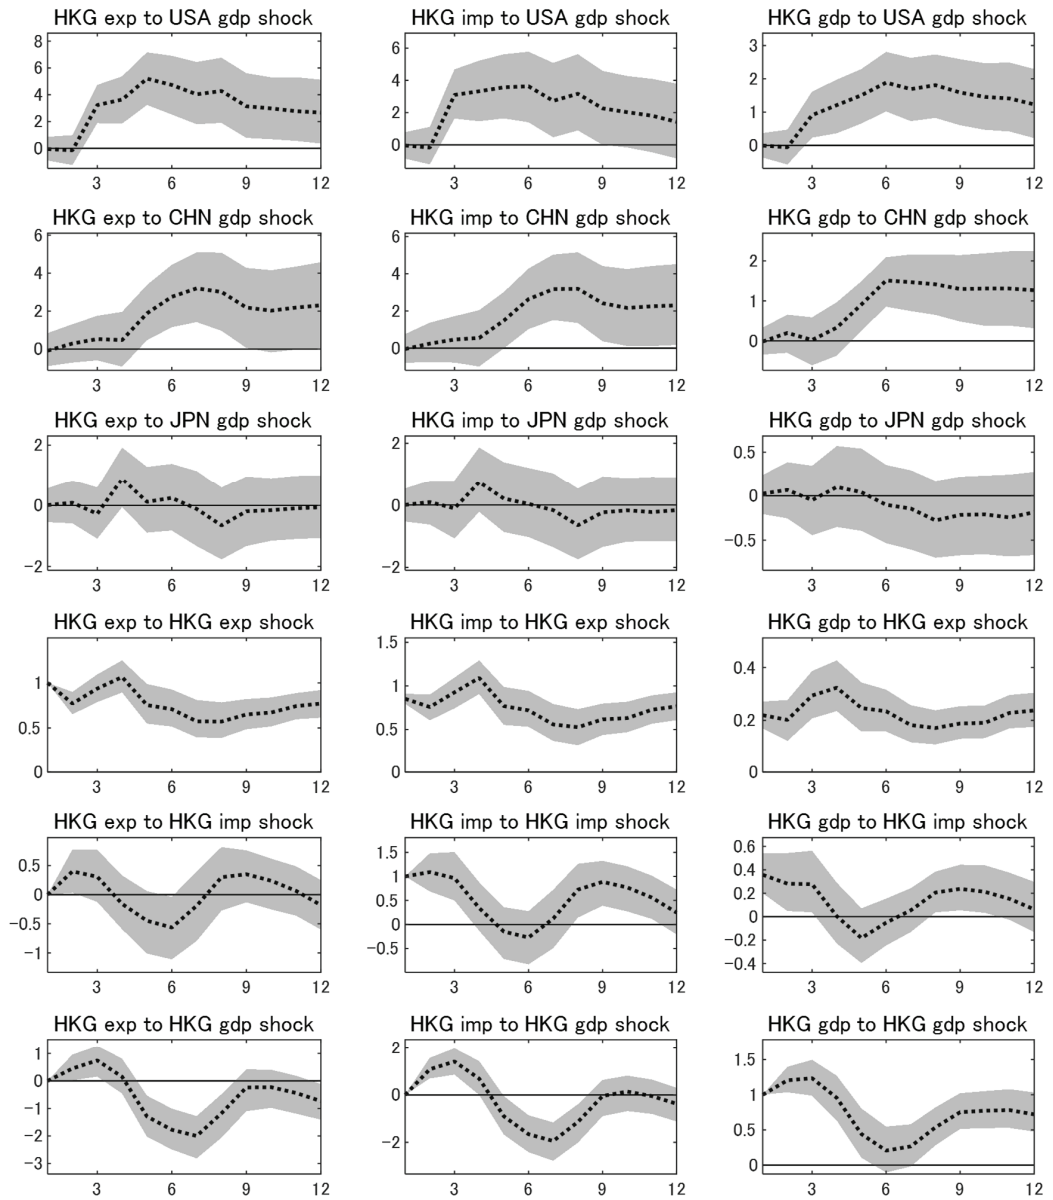 HKG exp to USA gdp shock
HKG imp to USA gdp shock
HKG gdp to USA gdp shock
8
6
4
2
0
3 6 9 12
6
4
2
0
3 6 9 12
3
2
1
0
3 6 9 12
HKG exp to CHN gdp shock
HKG imp to CHN gdp shock
HKG gdp to CHN gdp shock
6
4
2
0
3 6 9 12
6
4
2
0
3 6 9 12
2
1
0
3 6 9 12
HKG exp to JPN gdp shock
HKG imp to JPN gdp shock
HKG gdp to JPN gdp shock
2
0
−2
3 6 9 12
2
0
−2
3 6 9 12
0.5
0
−0.5
3 6 9 12
HKG exp to HKG exp shock
HKG imp to HKG exp shock
HKG gdp to HKG exp shock
1
0.5
0
3 6 9 12
1.5
1
0.5
0
3 6 9 12
0.4
0.2
0
3 6 9 12
HKG exp to HKG imp shock
HKG imp to HKG imp shock
HKG gdp to HKG imp shock
0.5
0
−0.5
−1
3 6 9 12
1.5
1
0.5
0
−0.5
3 6 9 12
0.6
0.4
0.2
0
−0.2
−0.4
3 6 9 12
HKG exp to HKG gdp shock
HKG imp to HKG gdp shock
HKG gdp to HKG gdp shock
1
0
−1
−2
−3
3 6 9 12
2
0
−2
3 6 9 12
1.5
1
0.5
0
3 6 9 12